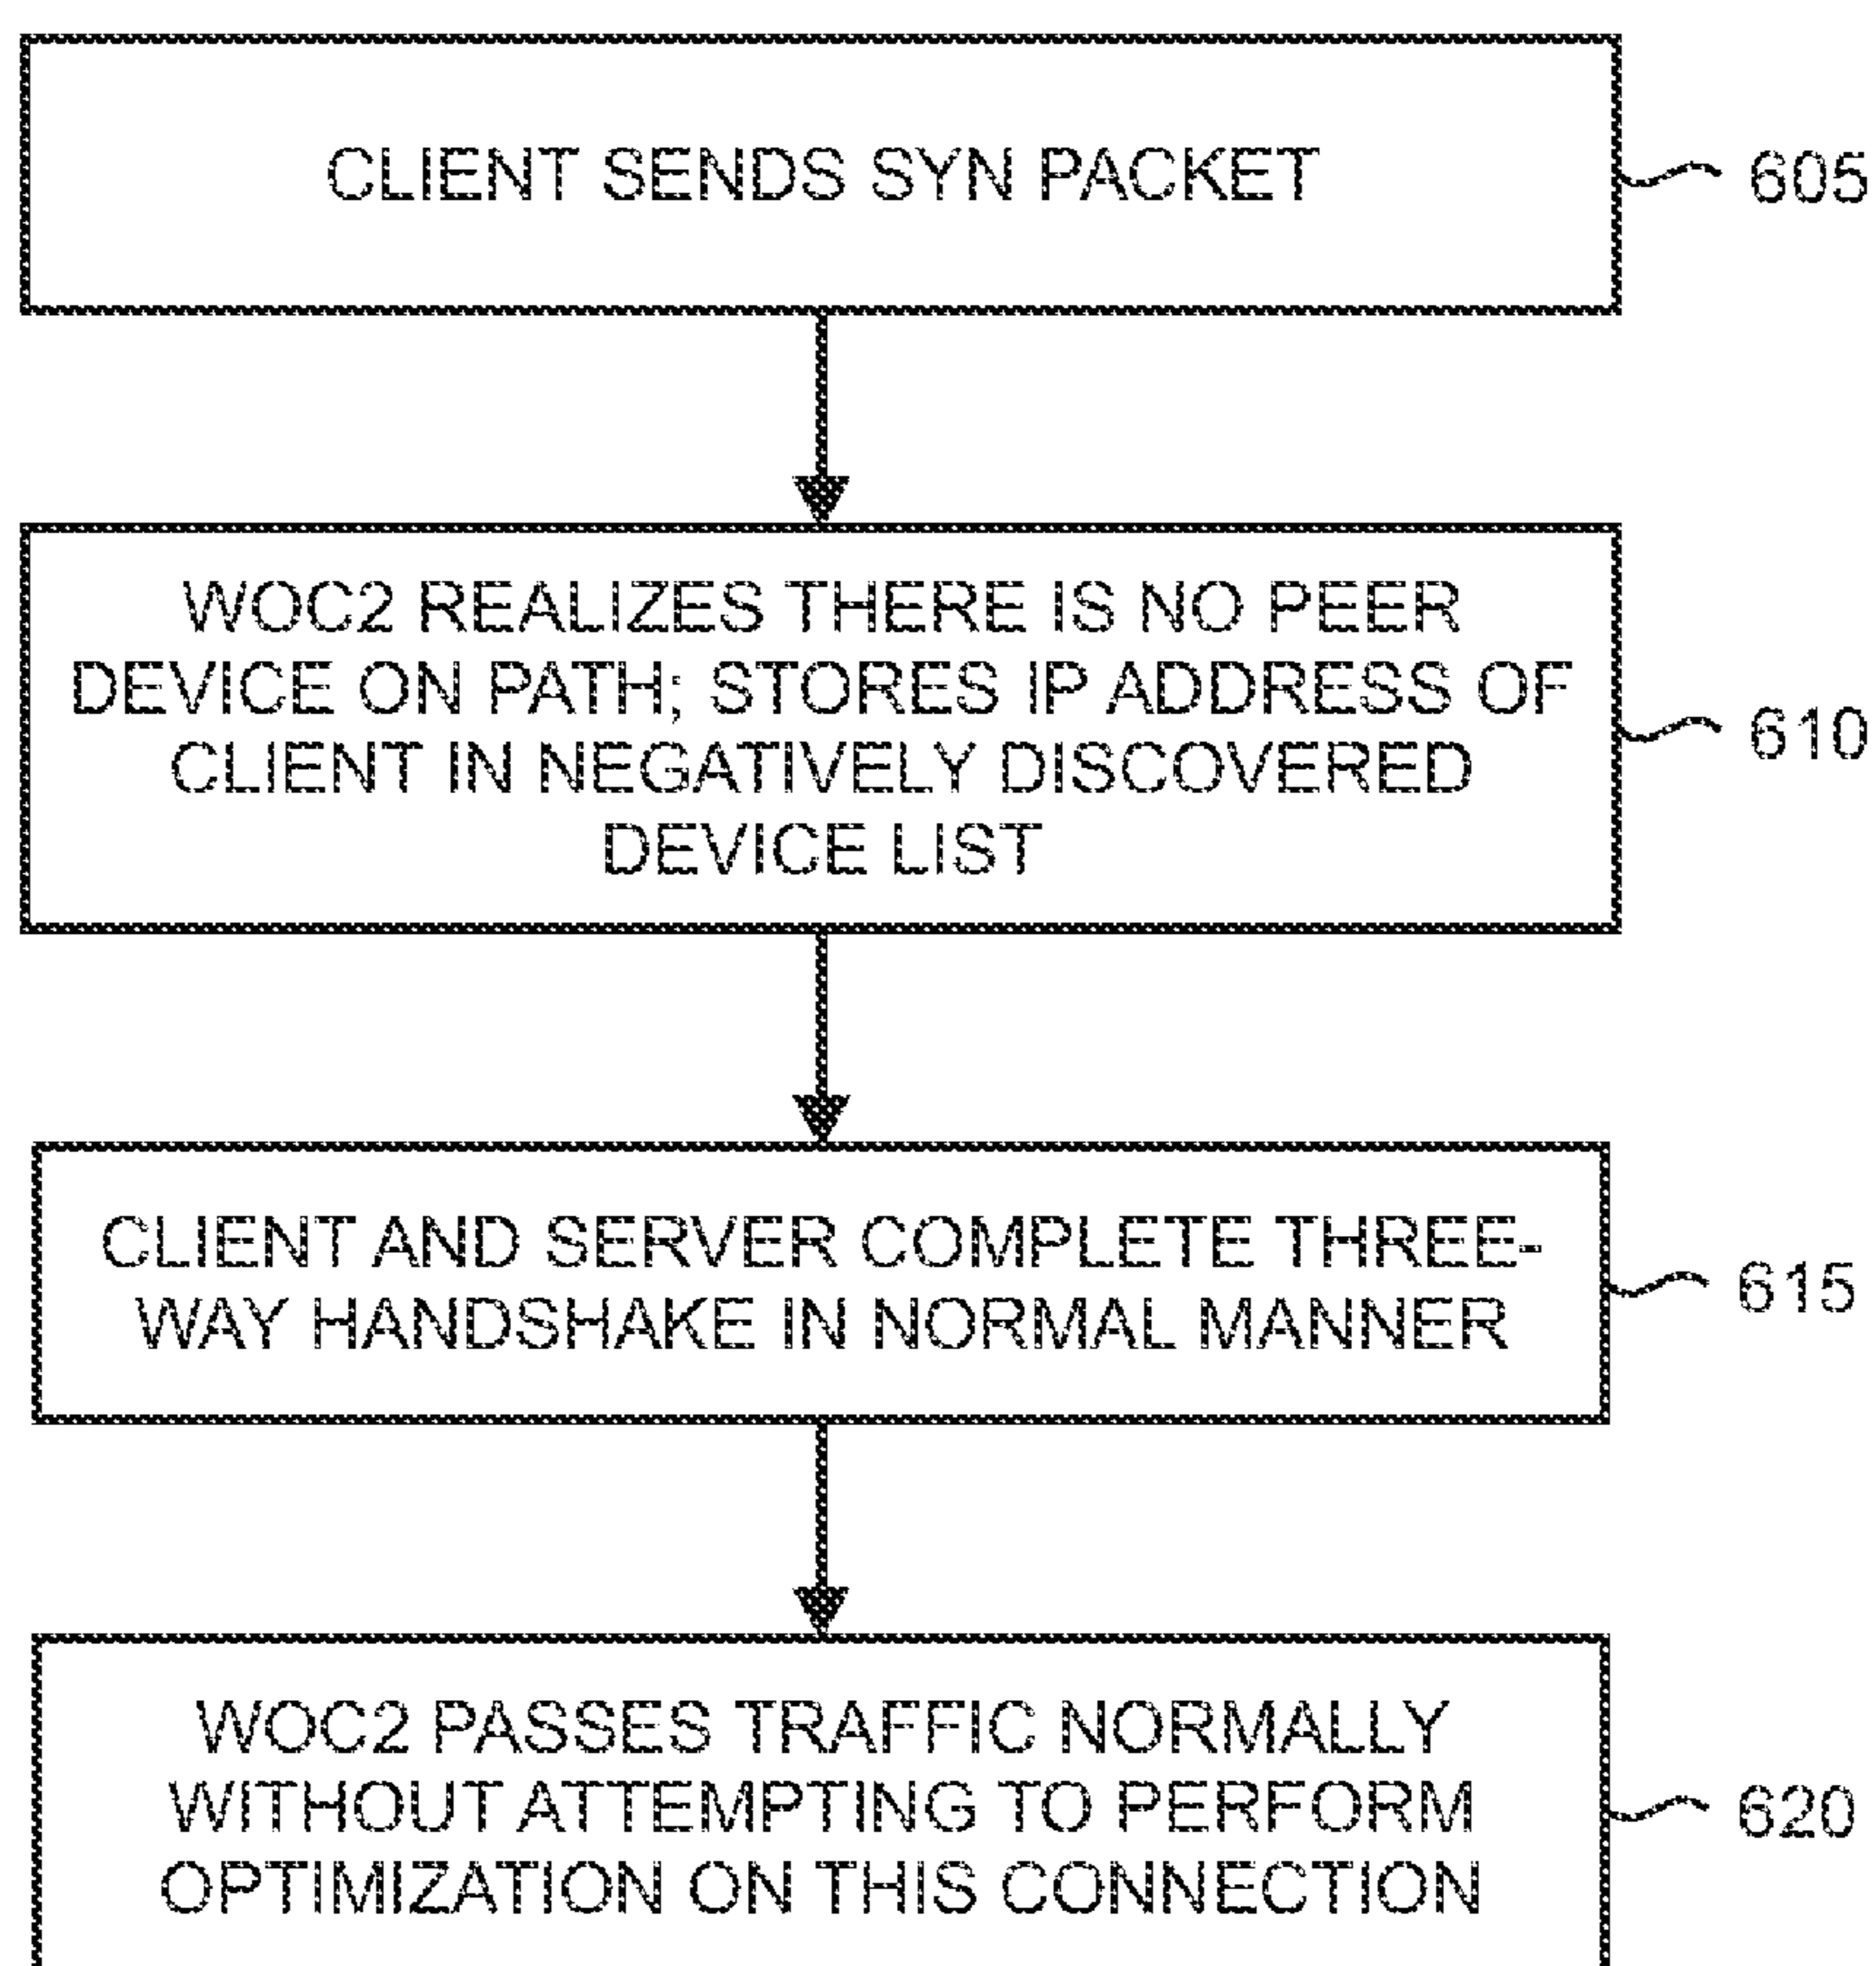 CLIENT SENDS SYN PACKET
605
WOC2 REALIZES THERE IS NO PEER
DEVICE ON PATH; STORES IP ADDRESS OF
CLIENT IN NEGATIVELY DISCOVERED
DEVICE LIST
610
CLIENT AND SERVER COMPLETE THREE-
WAY HANDSHAKE IN NORMAL MANNER
615
WOC2 PASSES TRAFFIC NORMALLY
WITHOUT ATTEMPTING TO PERFORM
OPTIMIZATION ON THIS CONNECTION
620